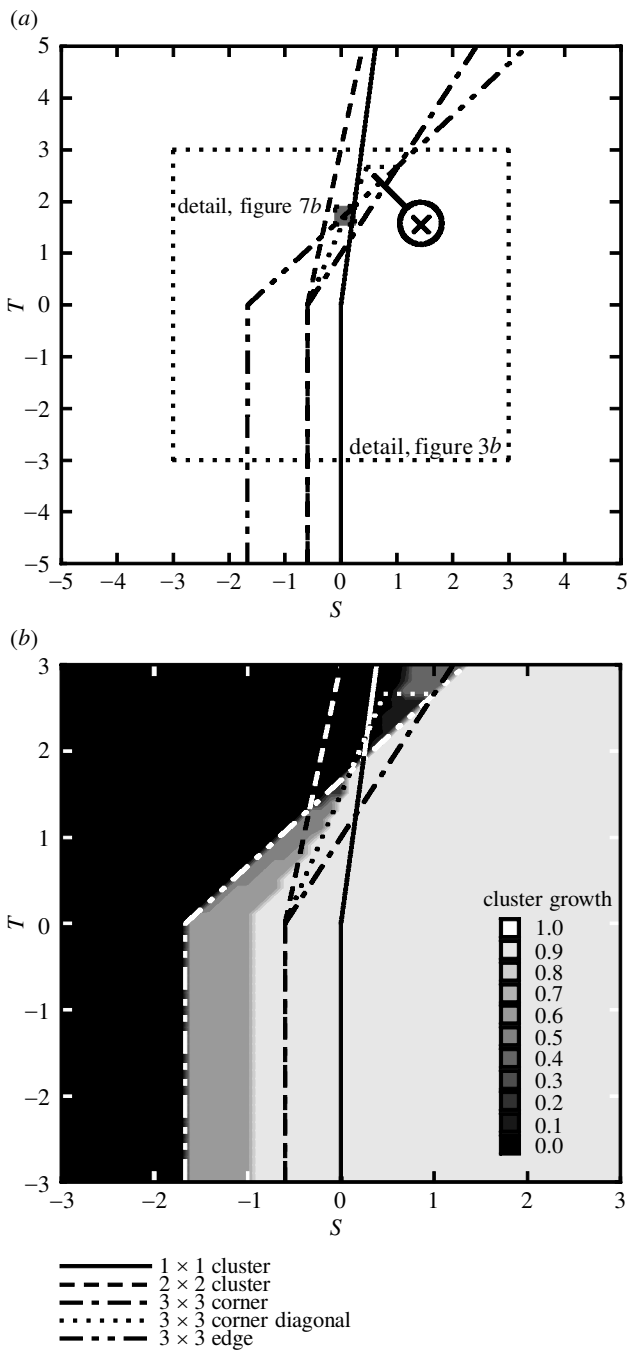 (a)
5
4
3
2
1
0
−1
−2
−3
−4
−5
T
detail, figure 7b
detail, figure 3b
−5 −4 −3 −2 −1 0 1 2 3 4 5
S
(b)
3
2
1
0
−1
−2
−3
T
cluster growth
1.0
0.9
0.8
0.7
0.6
0.5
0.4
0.3
0.2
0.1
0.0
−3 −2 −1 0 1 2 3
S
1 × 1 cluster
2 × 2 cluster
3 × 3 corner
3 × 3 corner diagonal
3 × 3 edge